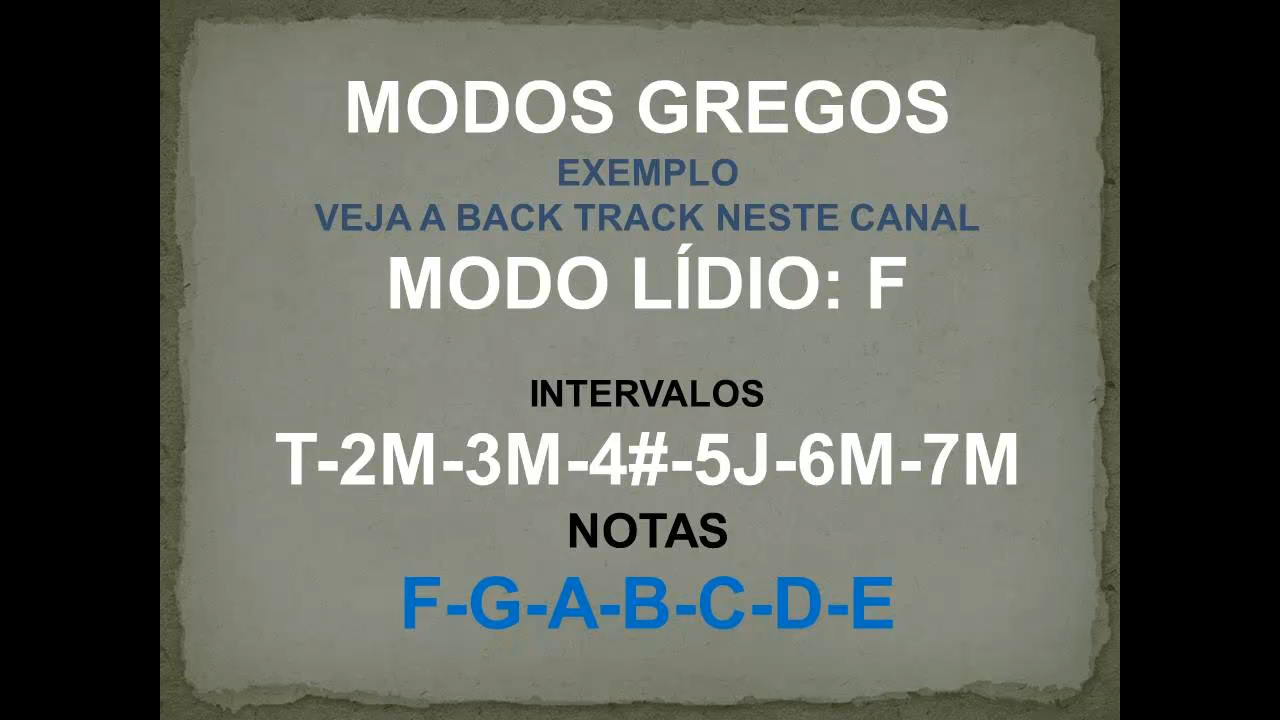 MODOS GREGOS
EXEMPLO
VEJA A BACK TRACK NESTE CANAL
MODO LÍDIO: F
INTERVALOS
T-2M-3M-4#-5J-6M-7M
NOTAS
F-G-A-B-C-D-E